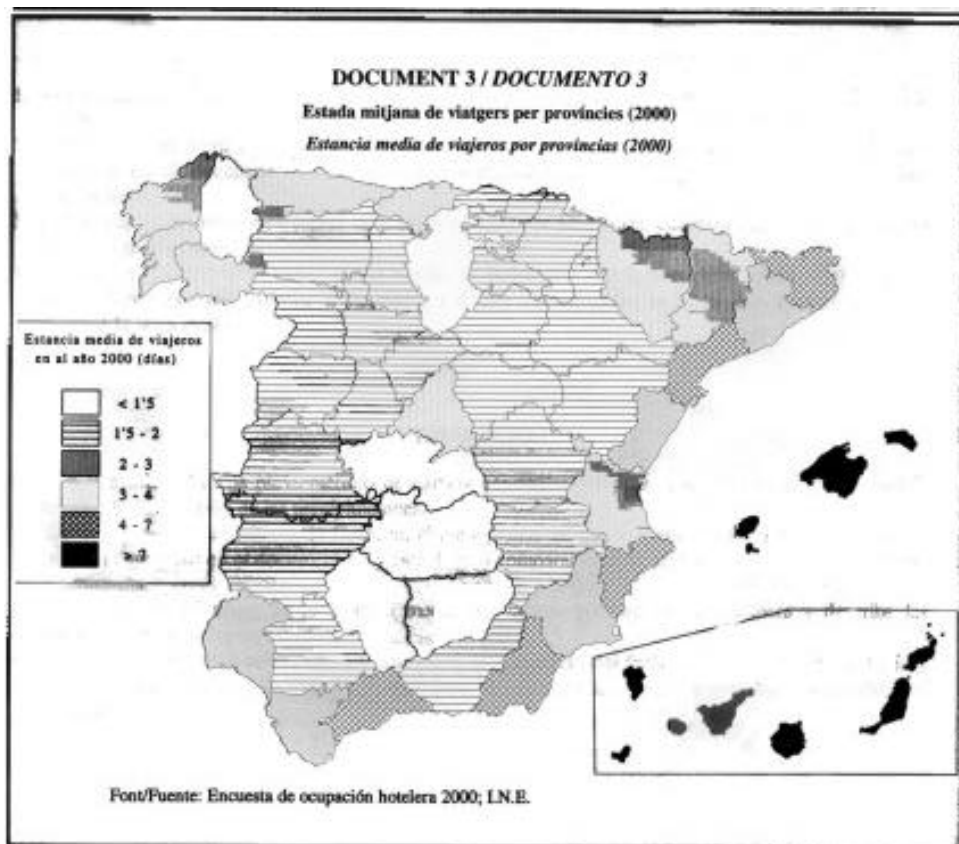 DOCUMENT 3 / DOCUMENTO 3
Estada mitjana de viatgers per províncies (2000)
Estancia media de viajeros por provincias (2000)
Estancia media de viajeros
en al año 2000 (días)
< 1'5
1'5 - 2
2 - 3
3 - 4
4 - 7
≥ 7
Font/Fuente: Encuesta de ocupación hotelera 2000; I.N.E.